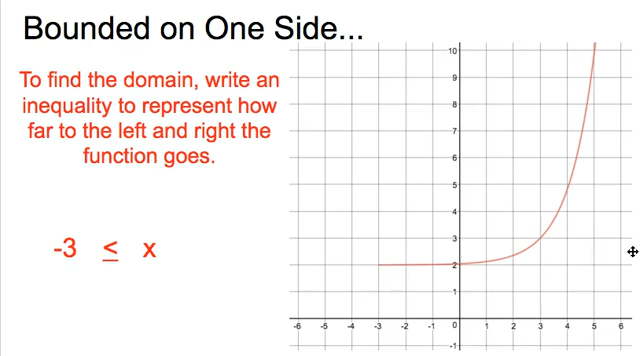 Bounded on One Side...
To find the domain, write an
inequality to represent how
far to the left and right the
function goes.
-3 ≤ x
10
9
8
7
6
5
4
3
2
1
-6 -5 -4 -3 -2 -1 0 1 2 3 4 5 6
-1